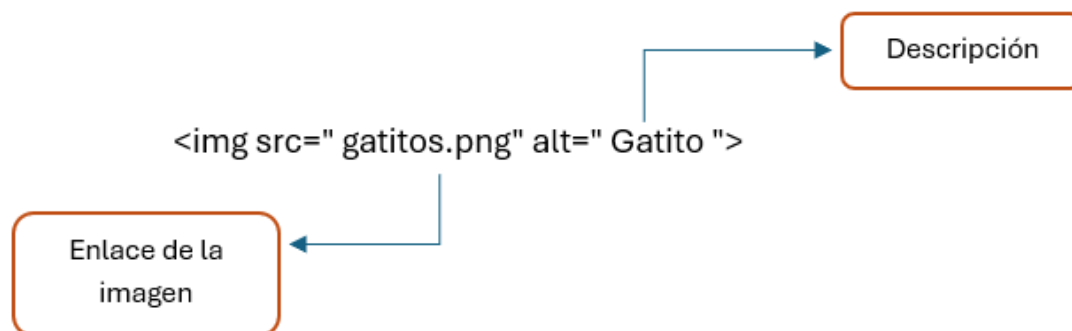 Descripción
<img src=" gatitos.png" alt=" Gatito ">
Enlace de la
imagen